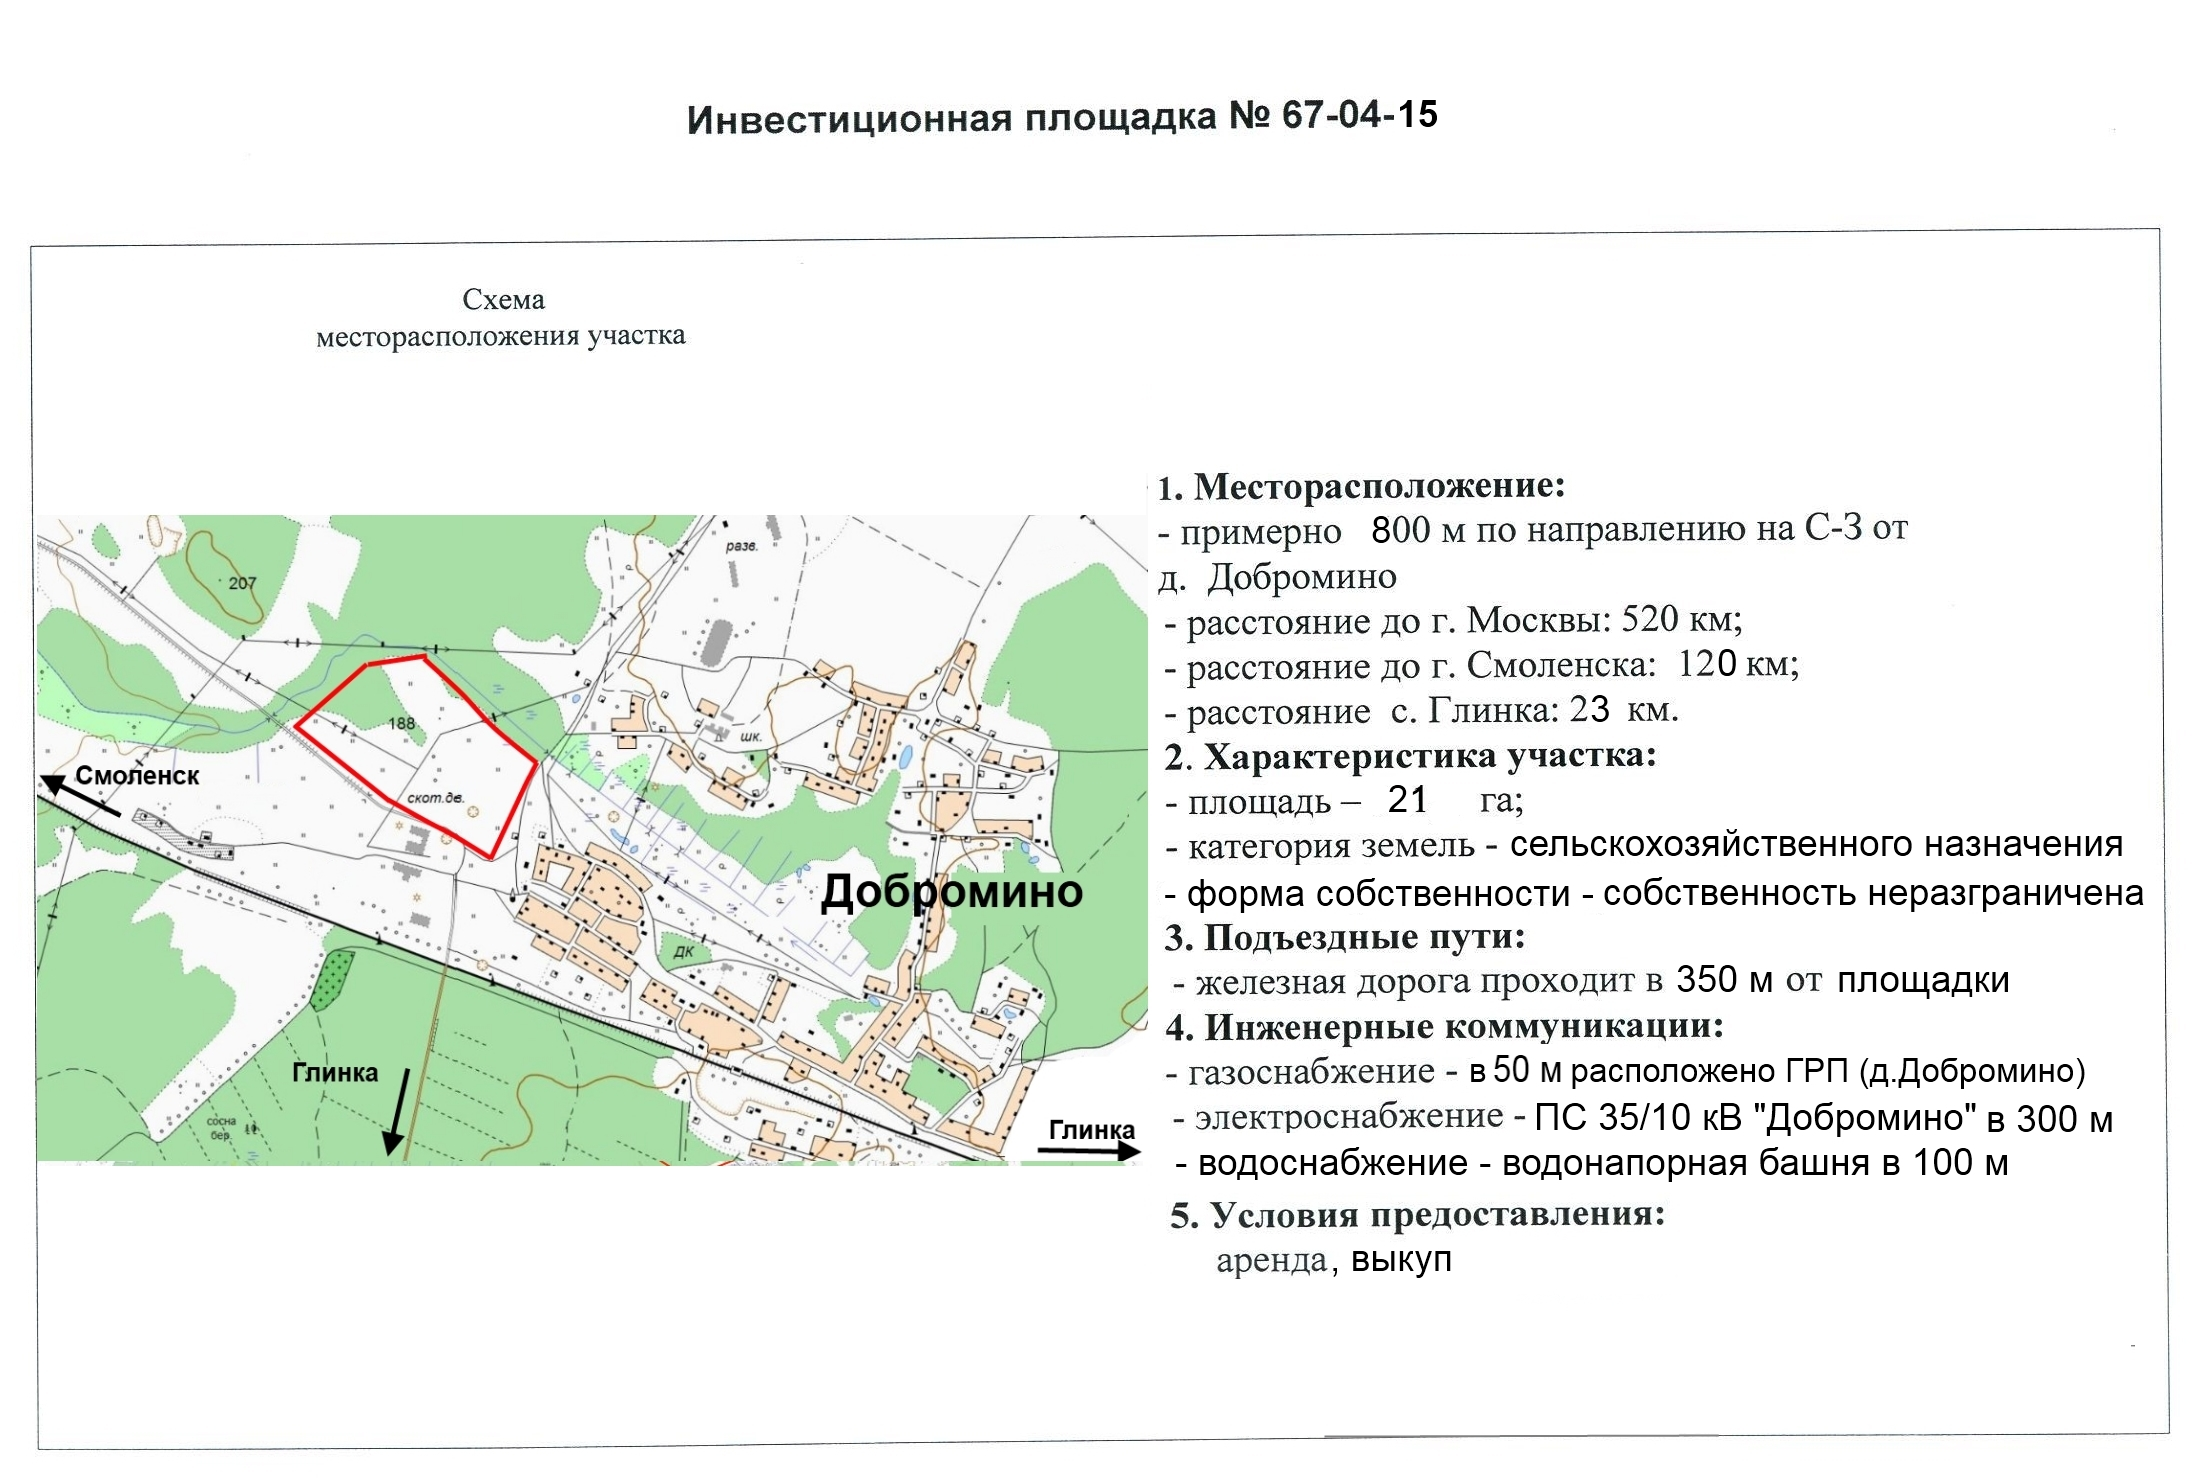 Инвестиционная площадка № 67-04-15
Схема
месторасположения участка
207
разв.
188
шк.
Смоленск
скот.дв.
Добромино
ДК
Глинка
сосна
бер.
Глинка
1. Месторасположение:
- примерно 800 м по направлению на С-З от
д. Добромино
- расстояние до г. Москвы: 520 км;
- расстояние до г. Смоленска: 120 км;
- расстояние с. Глинка: 23 км.
2. Характеристика участка:
- площадь – 21 га;
- категория земель - сельскохозяйственного назначения
- форма собственности - собственность неразграничена
3. Подъездные пути:
- железная дорога проходит в 350 м от площадки
4. Инженерные коммуникации:
- газоснабжение - в 50 м расположено ГРП (д.Добромино)
- электроснабжение - ПС 35/10 кВ "Добромино" в 300 м
- водоснабжение - водонапорная башня в 100 м
5. Условия предоставления:
аренда, выкуп